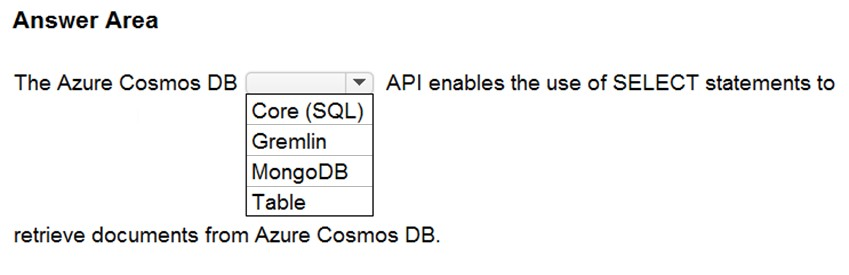 Answer Area
The Azure Cosmos DB API enables the use of SELECT statements to
Core (SQL)
Gremlin
MongoDB
Table
retrieve documents from Azure Cosmos DB.